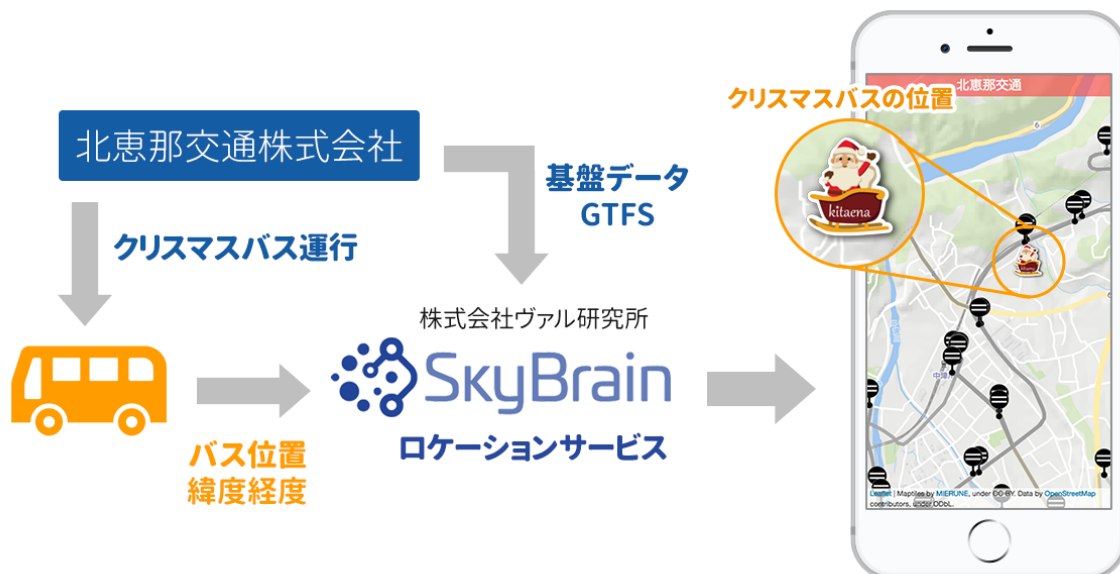 北恵那交通株式会社
基盤データ
GTFS
クリスマスバス運行
株式会社ヴァル研究所
SkyBrain
ロケーションサービス
バス位置
緯度経度
北恵那交通
クリスマスバスの位置
kitaena
6
中津川
Leaflet | Maptiles by MIERUNE, under CC BY. Data by OpenStreetMap
contributors, under ODbL.